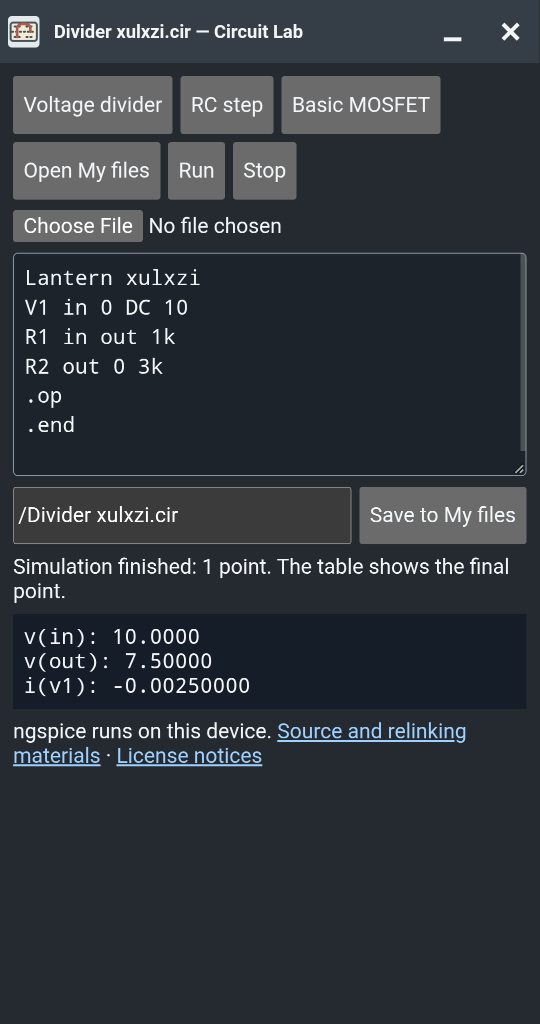 Divider xulxzi.cir — Circuit Lab
Voltage divider RC step Basic MOSFET
Open My files Run Stop
Choose File No file chosen
Lantern xulxzi
V1 in 0 DC 10
R1 in out 1k
R2 out 0 3k
.op
.end
/Divider xulxzi.cir Save to My files
Simulation finished: 1 point. The table shows the final
point.
v(in): 10.0000
v(out): 7.50000
i(v1): -0.00250000
ngspice runs on this device. Source and relinking
materials · License notices